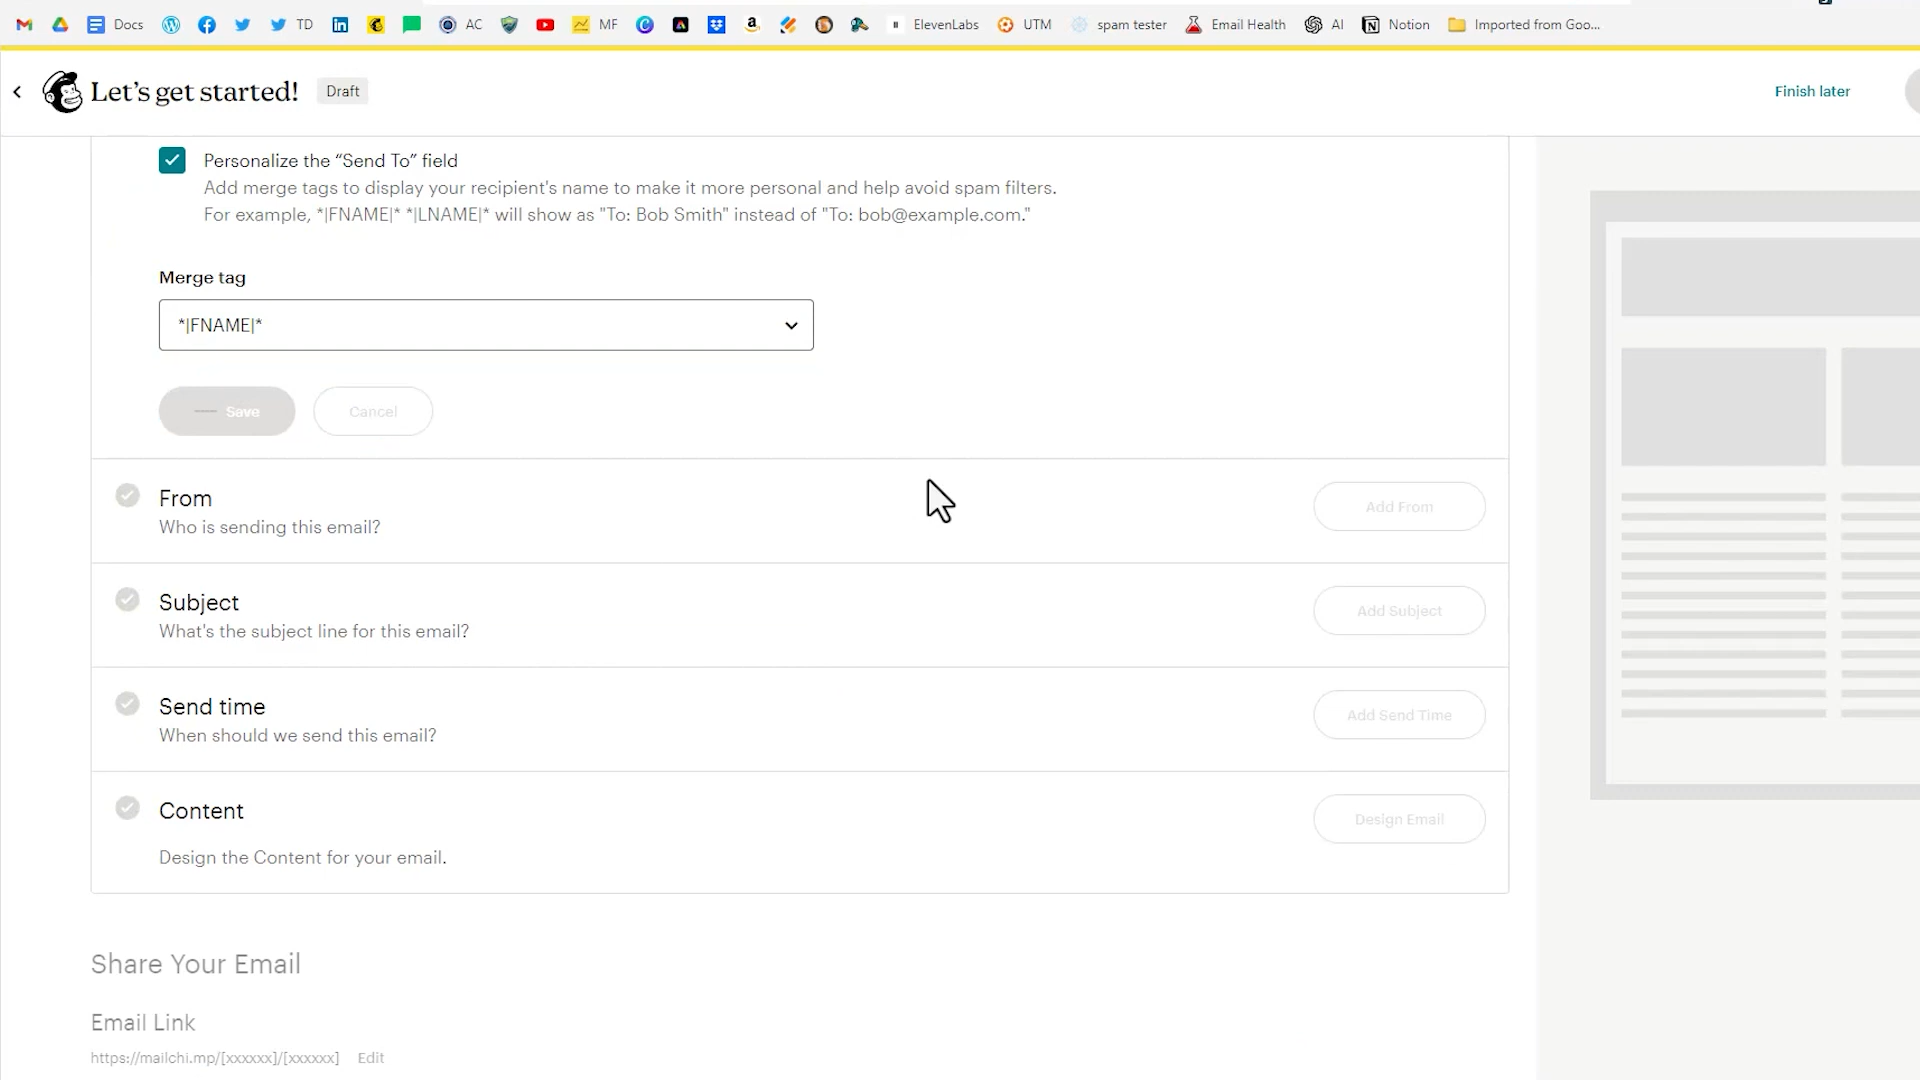 Docs
TD
AC
MF
ElevenLabs
UTM
spam tester
Email Health
AI
Notion
Imported from Goo...
Let's get started!
Draft
Finish later
Personalize the “Send To” field
Add merge tags to display your recipient's name to make it more personal and help avoid spam filters.
For example, *|FNAME|* *|LNAME|* will show as "To: Bob Smith" instead of "To: bob@example.com."
Merge tag
*|FNAME|*
Save
Cancel
From
Who is sending this email?
Add From
Subject
What's the subject line for this email?
Add Subject
Send time
When should we send this email?
Add Send Time
Content
Design the Content for your email.
Design Email
Share Your Email
Email Link
https://mailchi.mp/[xxxxxx]/[xxxxxx]
Edit